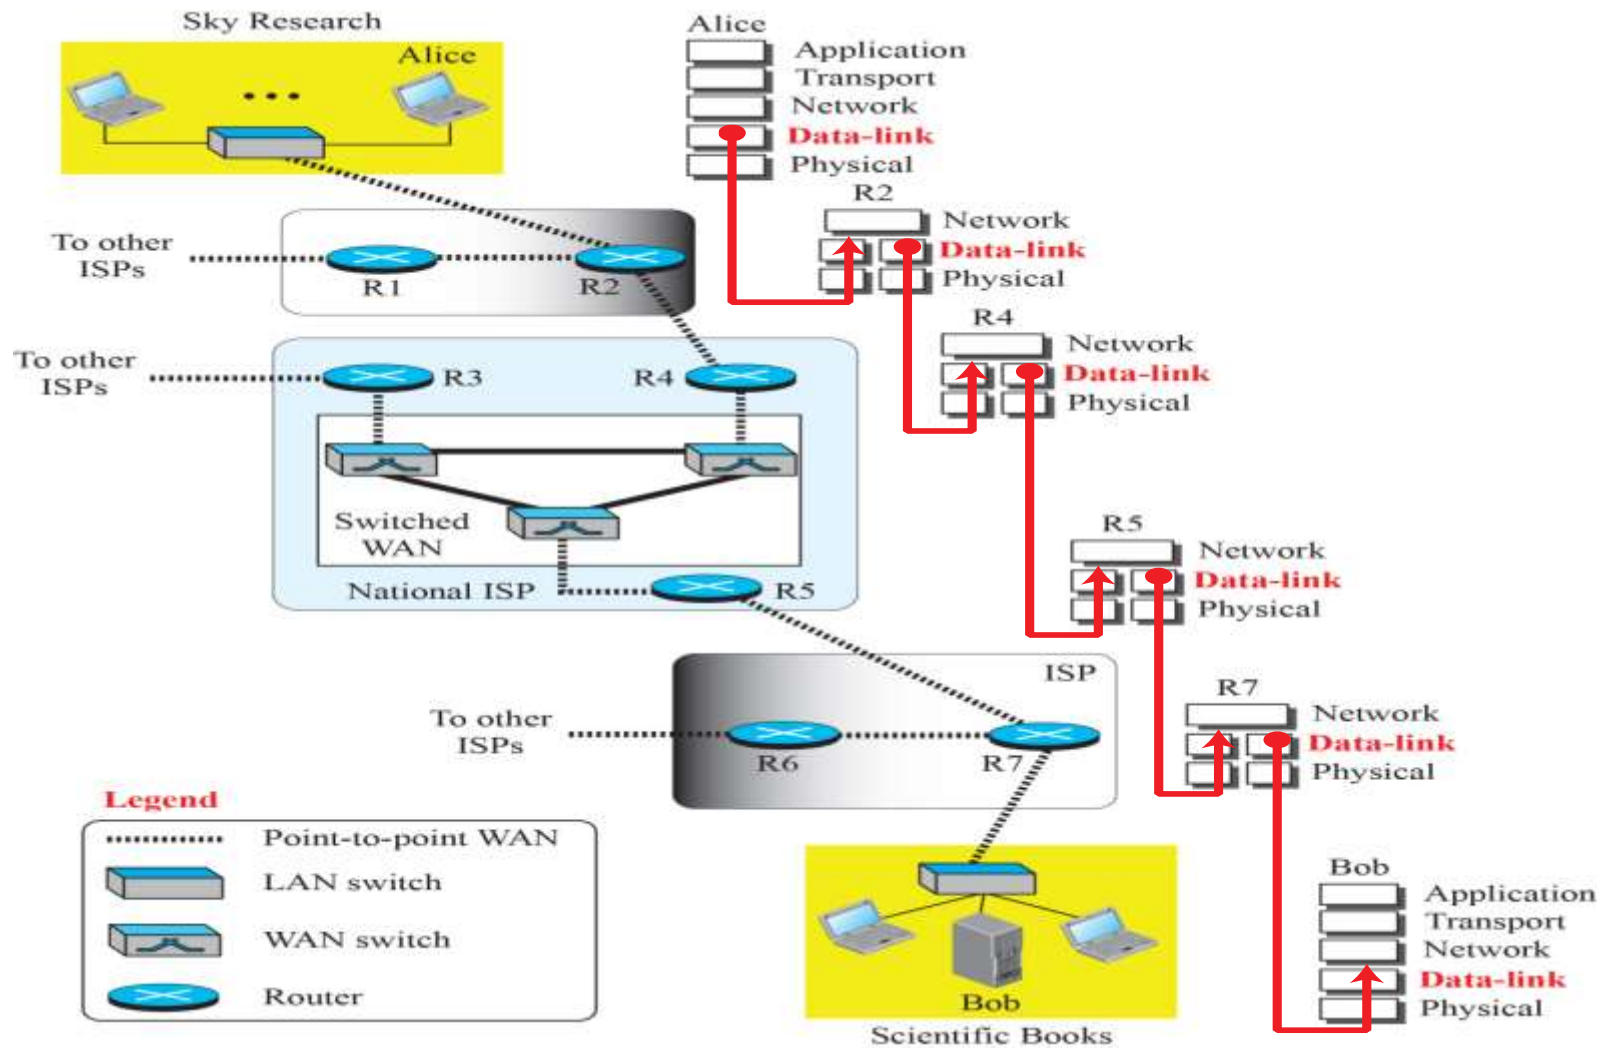 Sky Research
Alice
To other
ISPs
R1
R2
To other
ISPs
R3
R4
Switched
WAN
National ISP
R5
ISP
To other
ISPs
R6
R7
Bob
Scientific Books
Legend
Point-to-point WAN
LAN switch
WAN switch
Router
Alice
Application
Transport
Network
Data-link
Physical
R2
Network
Data-link
Physical
R4
Network
Data-link
Physical
R5
Network
Data-link
Physical
R7
Network
Data-link
Physical
Bob
Application
Transport
Network
Data-link
Physical